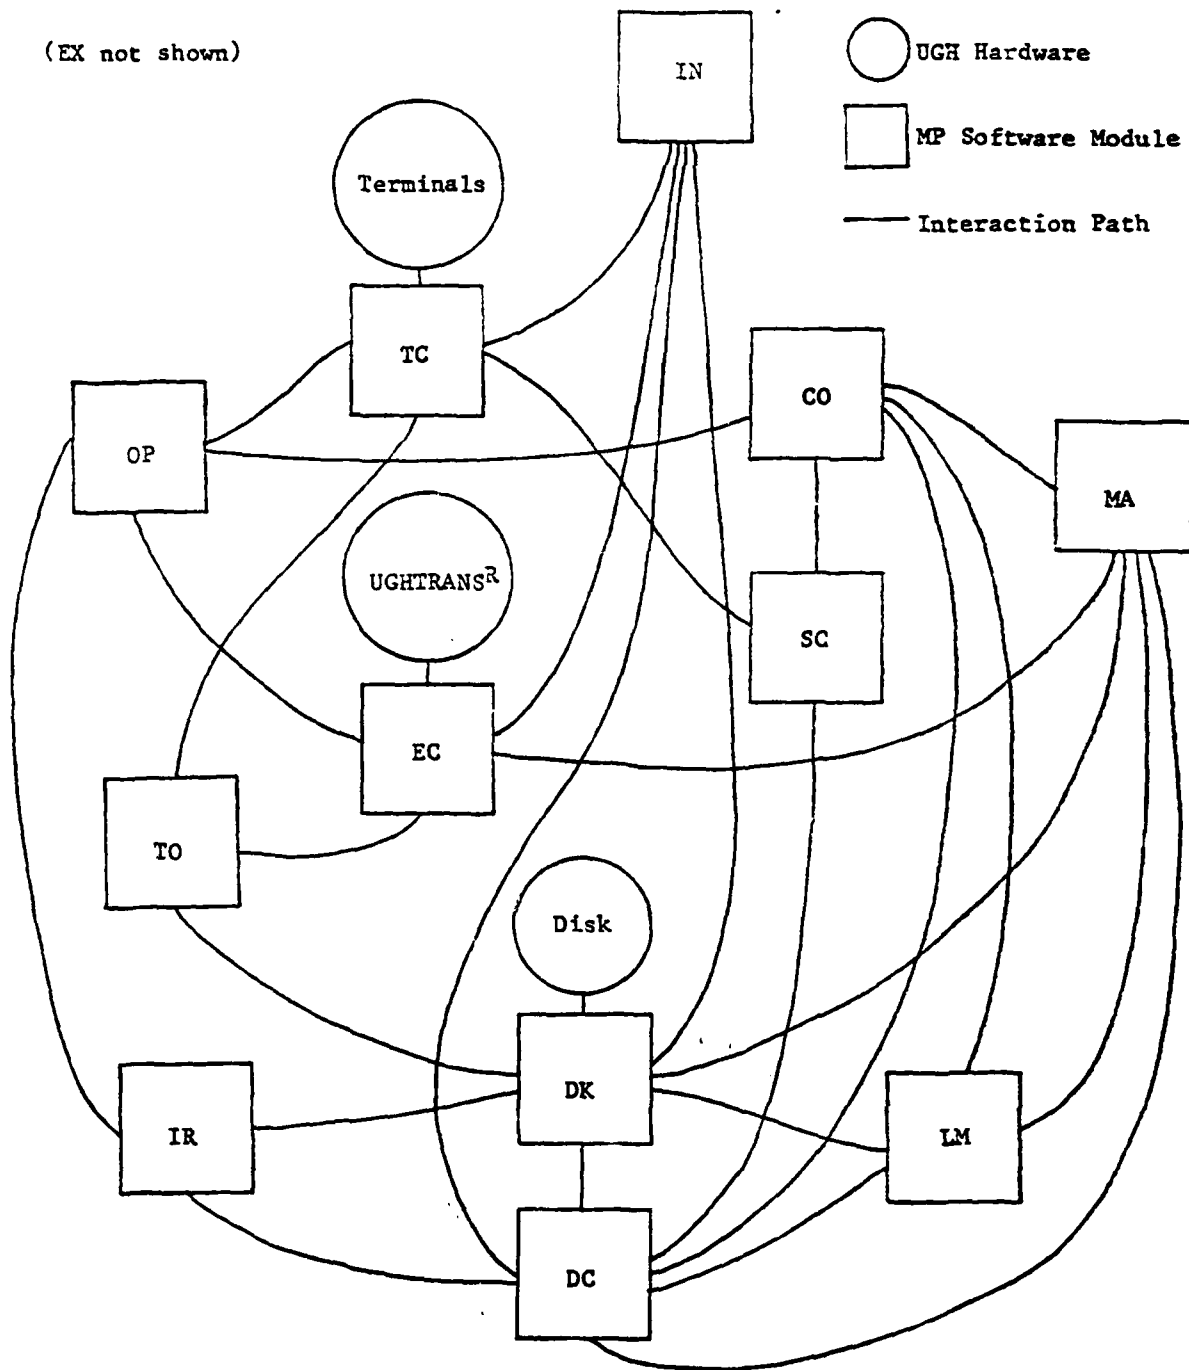 (EX not shown)
IN
UGH Hardware
MP Software Module
Interaction Path
Terminals
TC
CO
OP
MA
UGHTRANSᴿ
SC
EC
TO
Disk
DK
IR
LM
DC